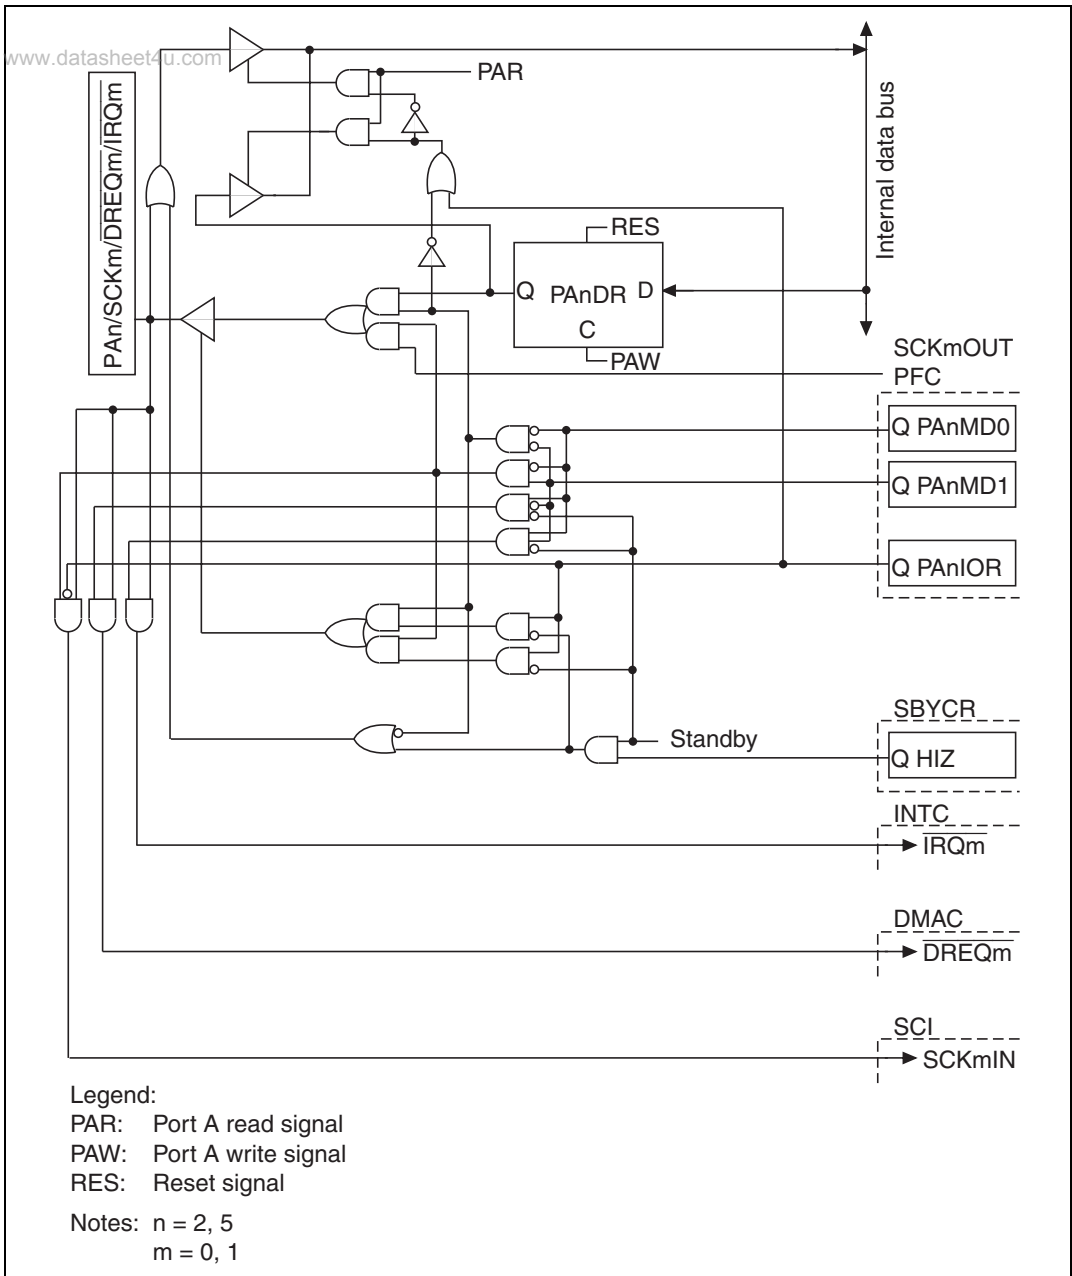 www.datasheet4u.com
PAR
PAn/SCKm/DREQm/IRQm
Internal data bus
RES
Q PAnDR D
C
PAW
SCKmOUT
PFC
Q PAnMD0
Q PAnMD1
Q PAnIOR
SBYCR
Standby
Q HIZ
INTC
IRQm
DMAC
DREQm
SCI
SCKmIN
Legend:
PAR: Port A read signal
PAW: Port A write signal
RES: Reset signal
Notes: n = 2, 5
m = 0, 1